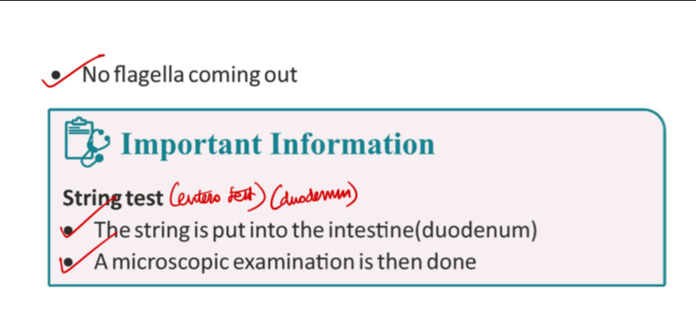 • No flagella coming out
Important Information
String test (entero test) (duodenum)
• The string is put into the intestine(duodenum)
• A microscopic examination is then done